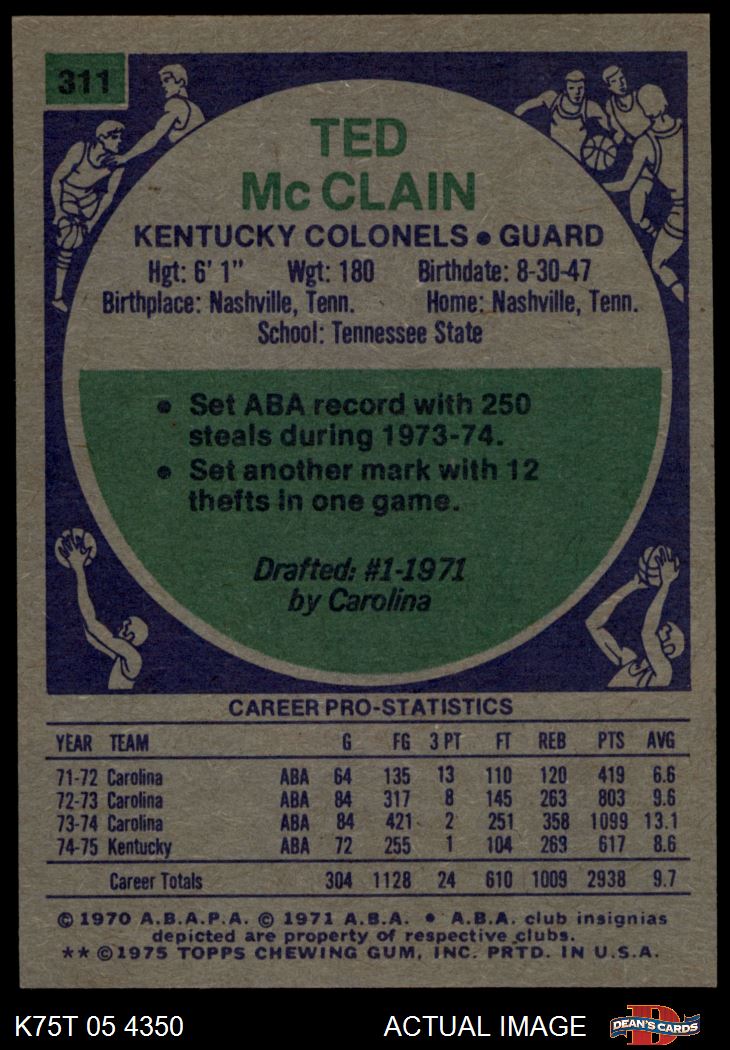 311
TED
Mc CLAIN
KENTUCKY COLONELS • GUARD
Hgt: 6' 1" Wgt: 180 Birthdate: 8-30-47
Birthplace: Nashville, Tenn. Home: Nashville, Tenn.
School: Tennessee State
• Set ABA record with 250
steals during 1973-74.
• Set another mark with 12
thefts in one game.
Drafted: #1-1971
by Carolina
CAREER PRO-STATISTICS
YEAR TEAM G FG 3 PT FT REB PTS AVG
71-72 Carolina ABA 64 135 13 110 120 419 6.6
72-73 Carolina ABA 84 317 8 145 263 803 9.6
73-74 Carolina ABA 84 421 2 251 358 1099 13.1
74-75 Kentucky ABA 72 255 1 104 269 617 8.6
Career Totals 304 1128 24 610 1009 2938 9.7
© 1970 A.B.A.P.A. © 1971 A.B.A. • A.B.A. club insignias
depicted are property of respective clubs.
** © 1975 TOPPS CHEWING GUM, INC. PRTD. IN U.S.A.
K75T 05 4350 ACTUAL IMAGE DEAN'S CARDS